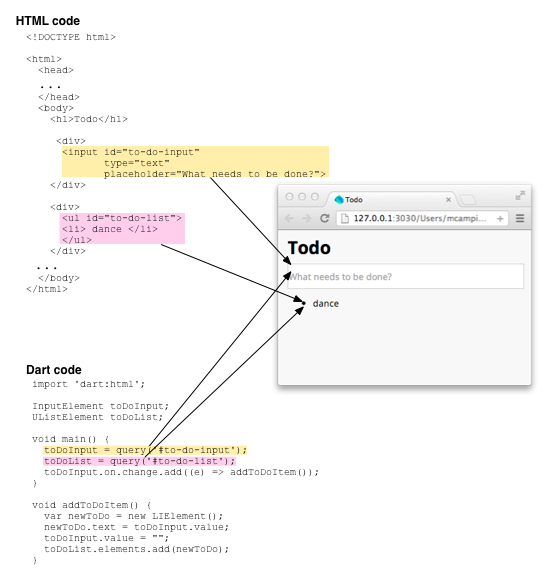 HTML code
<!DOCTYPE html>
<html>
<head>
...
</head>
<body>
<h1>Todo</h1>
<div>
<input id="to-do-input"
type="text"
placeholder="What needs to be done?">
</div>
<div>
<ul id="to-do-list">
<li> dance </li>
</ul>
</div>
...
</body>
</html>
Todo
127.0.0.1:3030/Users/mcampi...
Todo
What needs to be done?
• dance
Dart code
import 'dart:html';
InputElement toDoInput;
UListElement toDoList;
void main() {
toDoInput = query('#to-do-input');
toDoList = query('#to-do-list');
toDoInput.on.change.add((e) => addToDoItem());
}
void addToDoItem() {
var newToDo = new LIElement();
newToDo.text = toDoInput.value;
toDoInput.value = "";
toDoList.elements.add(newToDo);
}